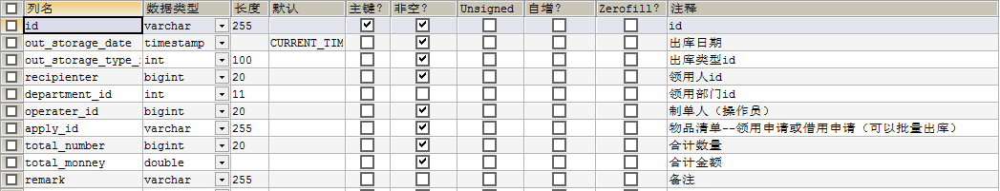 列名 数据类型 长度 默认 主键? 非空? Unsigned 自增? Zerofill? 注释
id varchar 255 id
out_storage_date timestamp CURRENT_TIM 出库日期
out_storage_type_ int 100 出库类型id
recipienter bigint 20 领用人id
department_id int 11 领用部门id
operater_id bigint 20 制单人（操作员）
apply_id varchar 255 物品清单--领用申请或借用申请（可以批量出库）
total_number bigint 20 合计数量
total_monney double 合计金额
remark varchar 255 备注